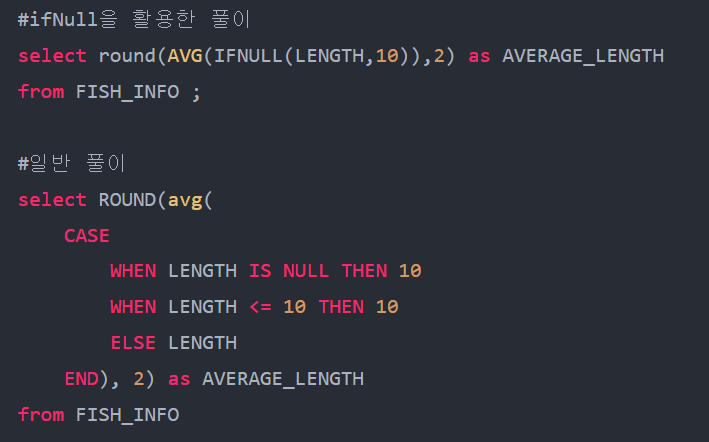 #ifNull을 활용한 풀이
select round(AVG(IFNULL(LENGTH,10)),2) as AVERAGE_LENGTH
from FISH_INFO ;
#일반 풀이
select ROUND(avg(
CASE
WHEN LENGTH IS NULL THEN 10
WHEN LENGTH <= 10 THEN 10
ELSE LENGTH
END), 2) as AVERAGE_LENGTH
from FISH_INFO